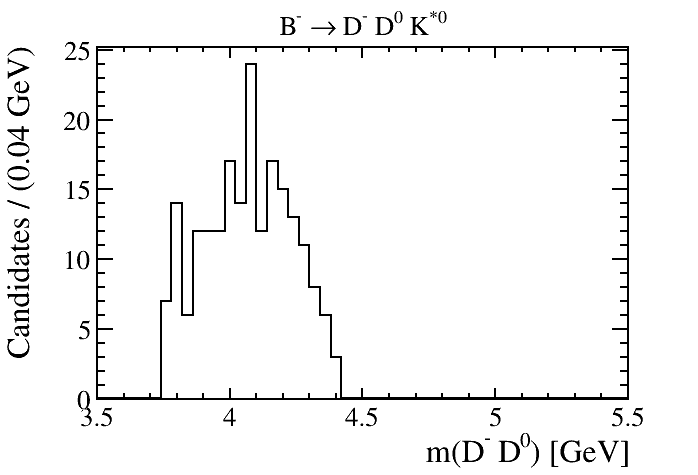 B⁻ → D⁻ D⁰ K*⁰
Candidates / (0.04 GeV)
25
20
15
10
5
0
3.5 4 4.5 5 5.5
m(D⁻ D⁰) [GeV]